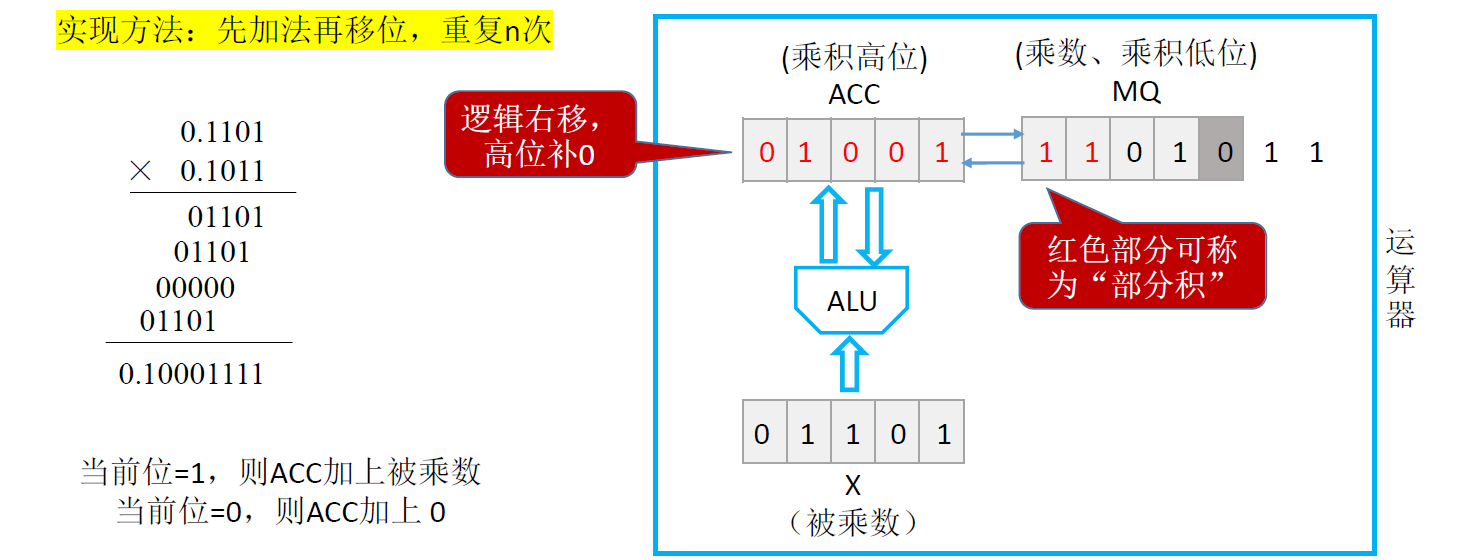 实现方法：先加法再移位，重复n次
0.1101
× 0.1011
01101
01101
00000
01101
0.10001111
当前位=1，则ACC加上被乘数
当前位=0，则ACC加上 0
逻辑右移，
高位补0
(乘积高位)
ACC
0 1 0 0 1
(乘数、乘积低位)
MQ
1 1 0 1 0 1 1
红色部分可称
为“部分积”
ALU
0 1 1 0 1
X
（被乘数）
运算器